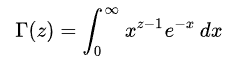 Γ(z) = ∫₀^∞ x^{z−1} e^{−x} dx